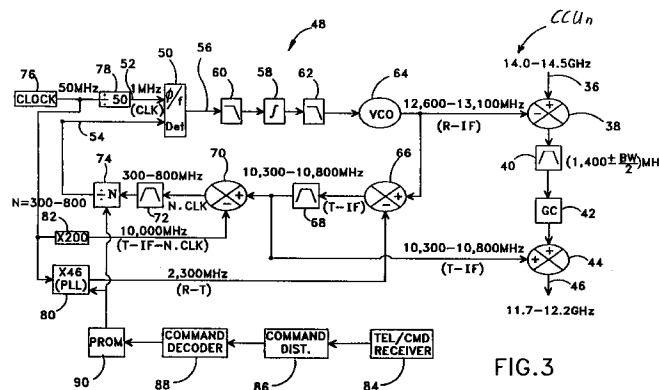 CCUn
48
14.0-14.5GHz
76
78
52
50
56
60
58
62
64
36
CLOCK
50MHz
÷50
1MHz
(CLK)
ϕ/f
Det
∫
VCO
12,600-13,100MHz
(R-IF)
-
+
38
54
74
70
66
40
(1,400 ± BW/2)MH
300-800MHz
10,300-10,800MHz
N=300-800
÷N
N.CLK
+
-
(T-IF)
+
-
82
72
68
GC
42
X200
10,000MHz
(T-IF-N.CLK)
10,300-10,800MHz
(T-IF)
+
+
44
X46
(PLL)
2,300MHz
(R-T)
46
80
11.7-12.2GHz
PROM
COMMAND
DECODER
COMMAND
DIST.
TEL/CMD
RECEIVER
90
88
86
84
FIG.3